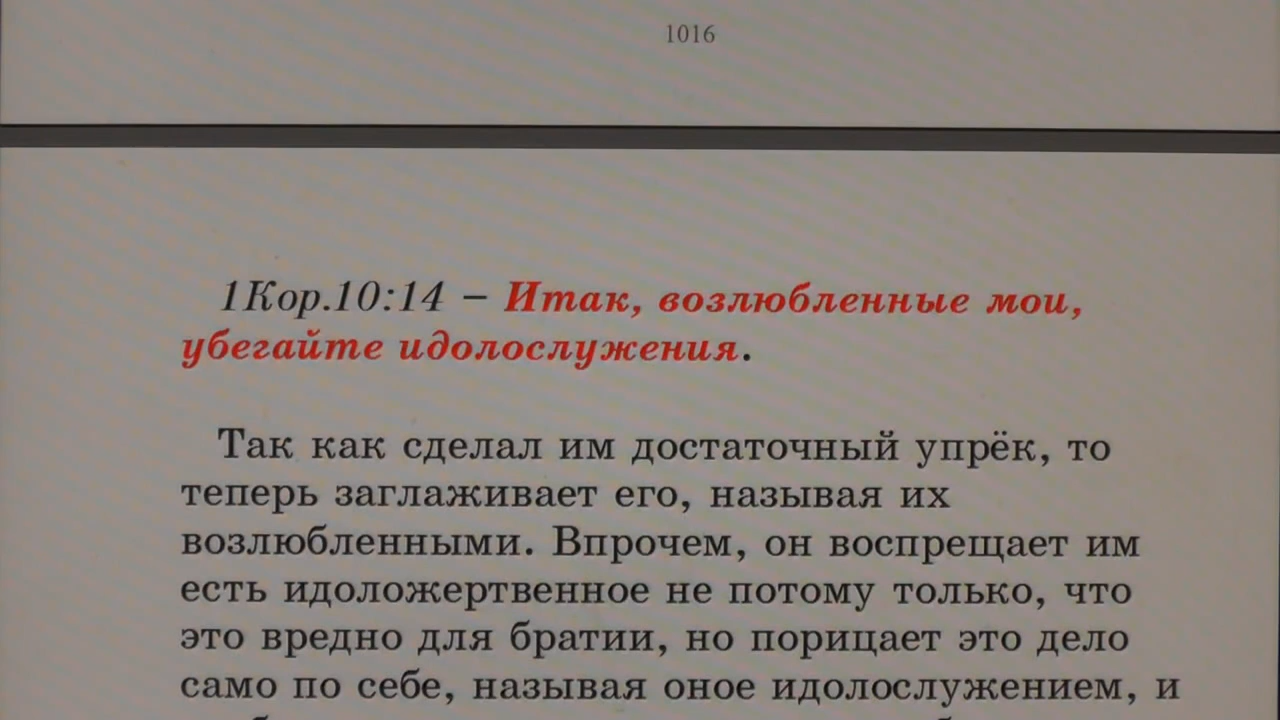 1016
1Кор.10:14 – Итак, возлюбленные мои,
убегайте идолослужения.
Так как сделал им достаточный упрёк, то
теперь заглаживает его, называя их
возлюбленными. Впрочем, он воспрещает им
есть идоложертвенное не потому только, что
это вредно для братии, но порицает это дело
само по себе, называя оное идолослужением, и